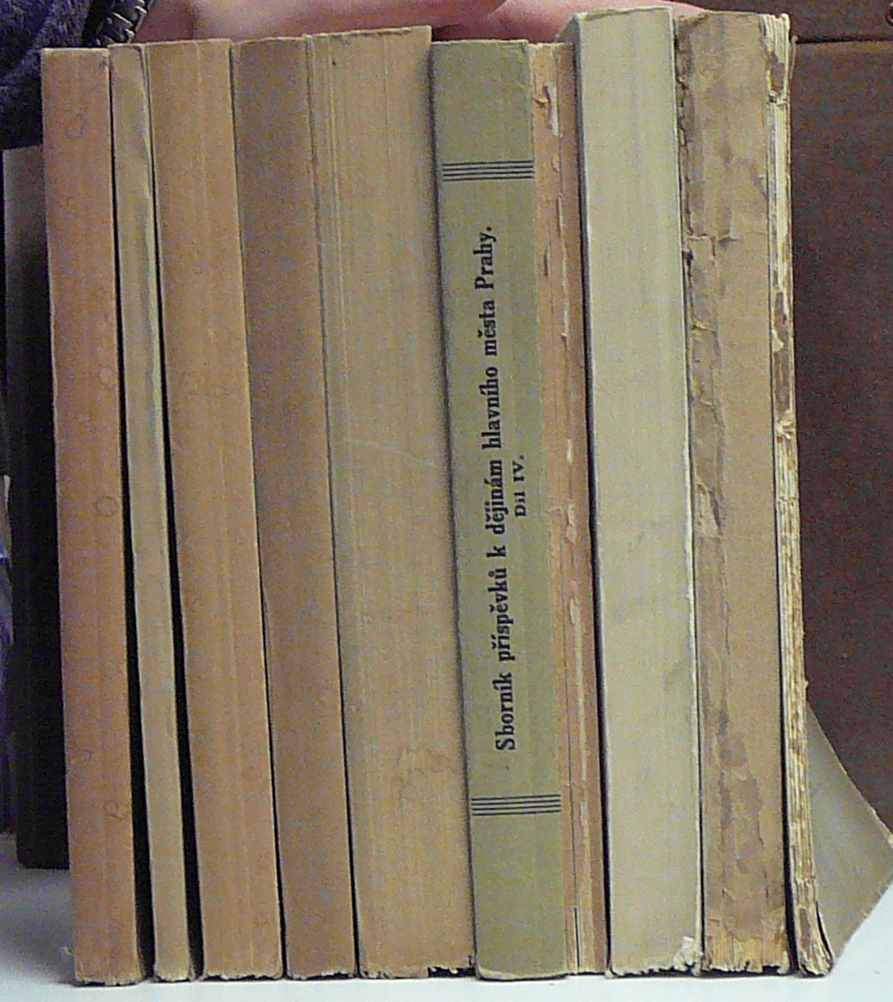 Sborník příspěvků k dějinám hlavního města Prahy.
Díl IV.